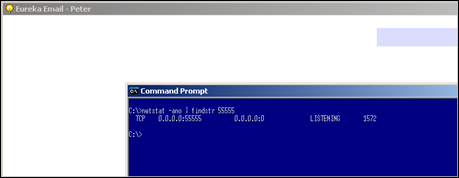 Eureka Email - Peter
Command Prompt
C:\>netstat -ano | findstr 55555
TCP 0.0.0.0:55555 0.0.0.0:0 LISTENING 1572
C:\>